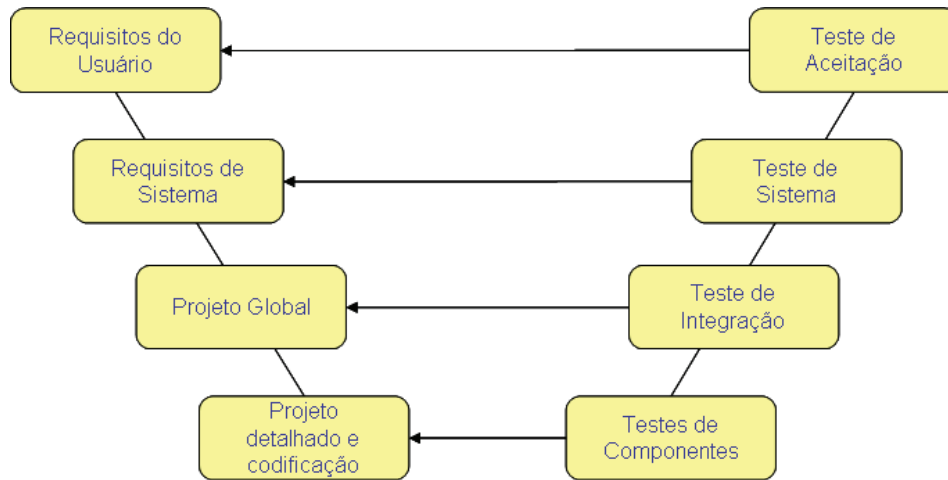 Requisitos do
Usuário
Teste de
Aceitação
Requisitos de
Sistema
Teste de
Sistema
Projeto Global
Teste de
Integração
Projeto
detalhado e
codificação
Testes de
Componentes